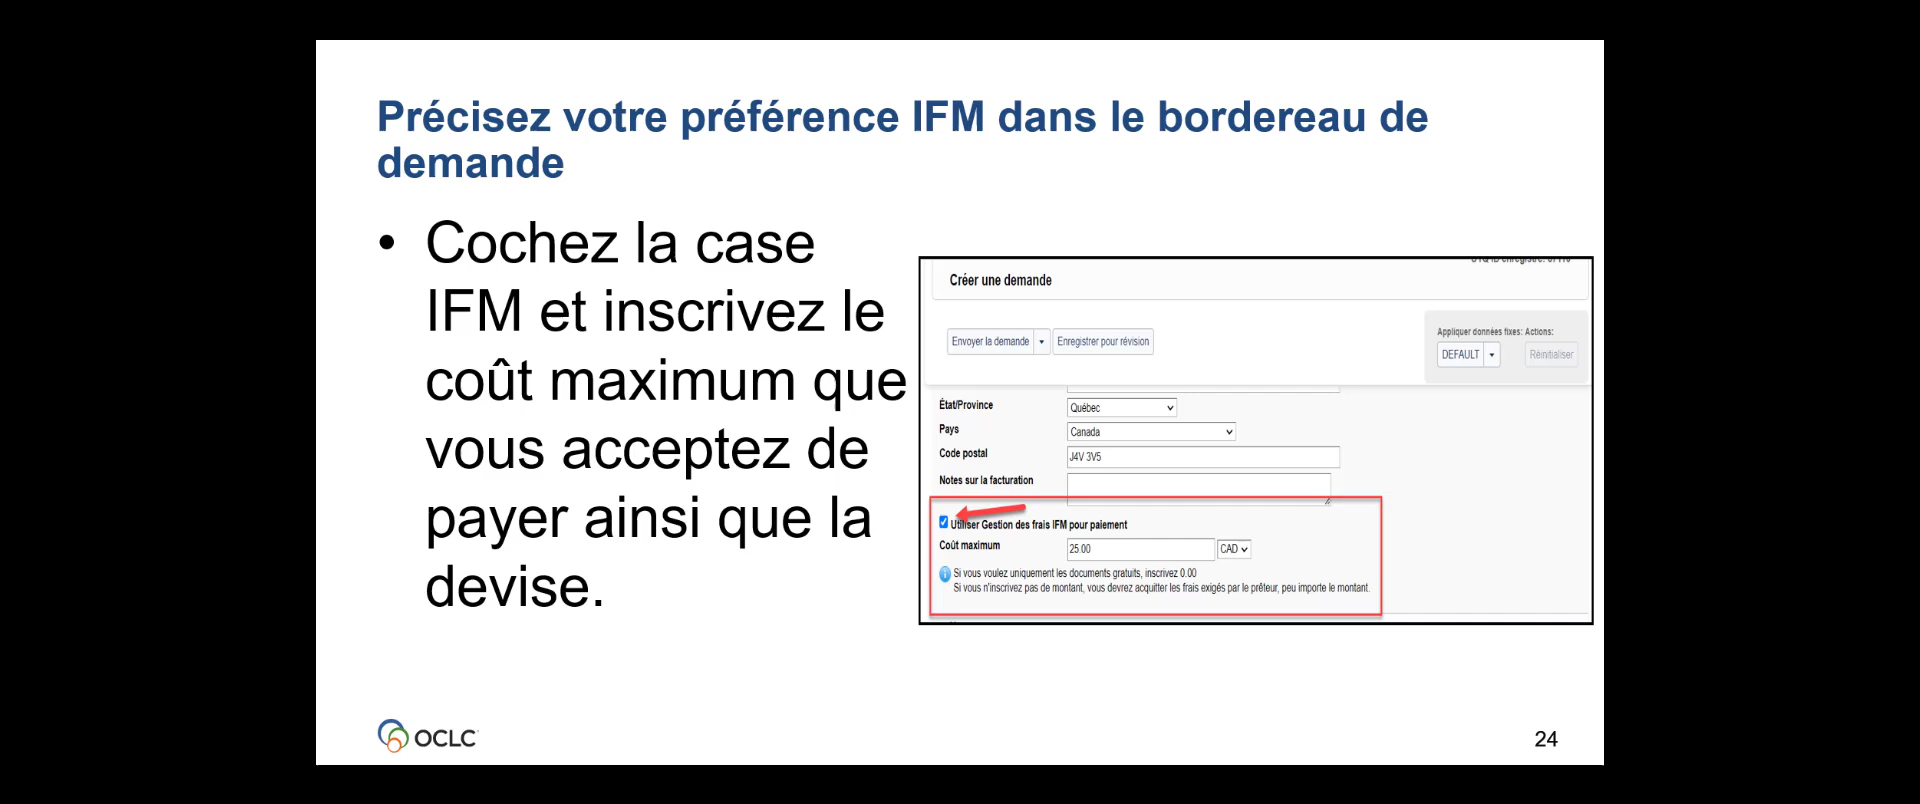 Précisez votre préférence IFM dans le bordereau de
demande
• Cochez la case
IFM et inscrivez le
coût maximum que
vous acceptez de
payer ainsi que la
devise.
Créer une demande
Envoyer la demande
Enregistrer pour révision
Appliquer données fixes: Actions:
DEFAULT
Réinitialiser
État/Province
Québec
Pays
Canada
Code postal
J4V 3V5
Notes sur la facturation
Utiliser Gestion des frais IFM pour paiement
Coût maximum
25.00
CAD
Si vous voulez uniquement les documents gratuits, inscrivez 0.00
Si vous n'inscrivez pas de montant, vous devrez acquitter les frais exigés par le prêteur, peu importe le montant.
OCLC
24